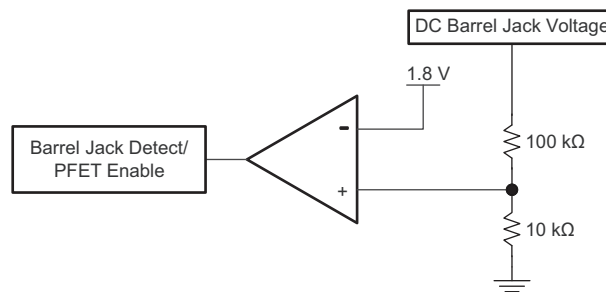 DC Barrel Jack Voltage
1.8 V
Barrel Jack Detect/
PFET Enable
-
+
100 kΩ
10 kΩ